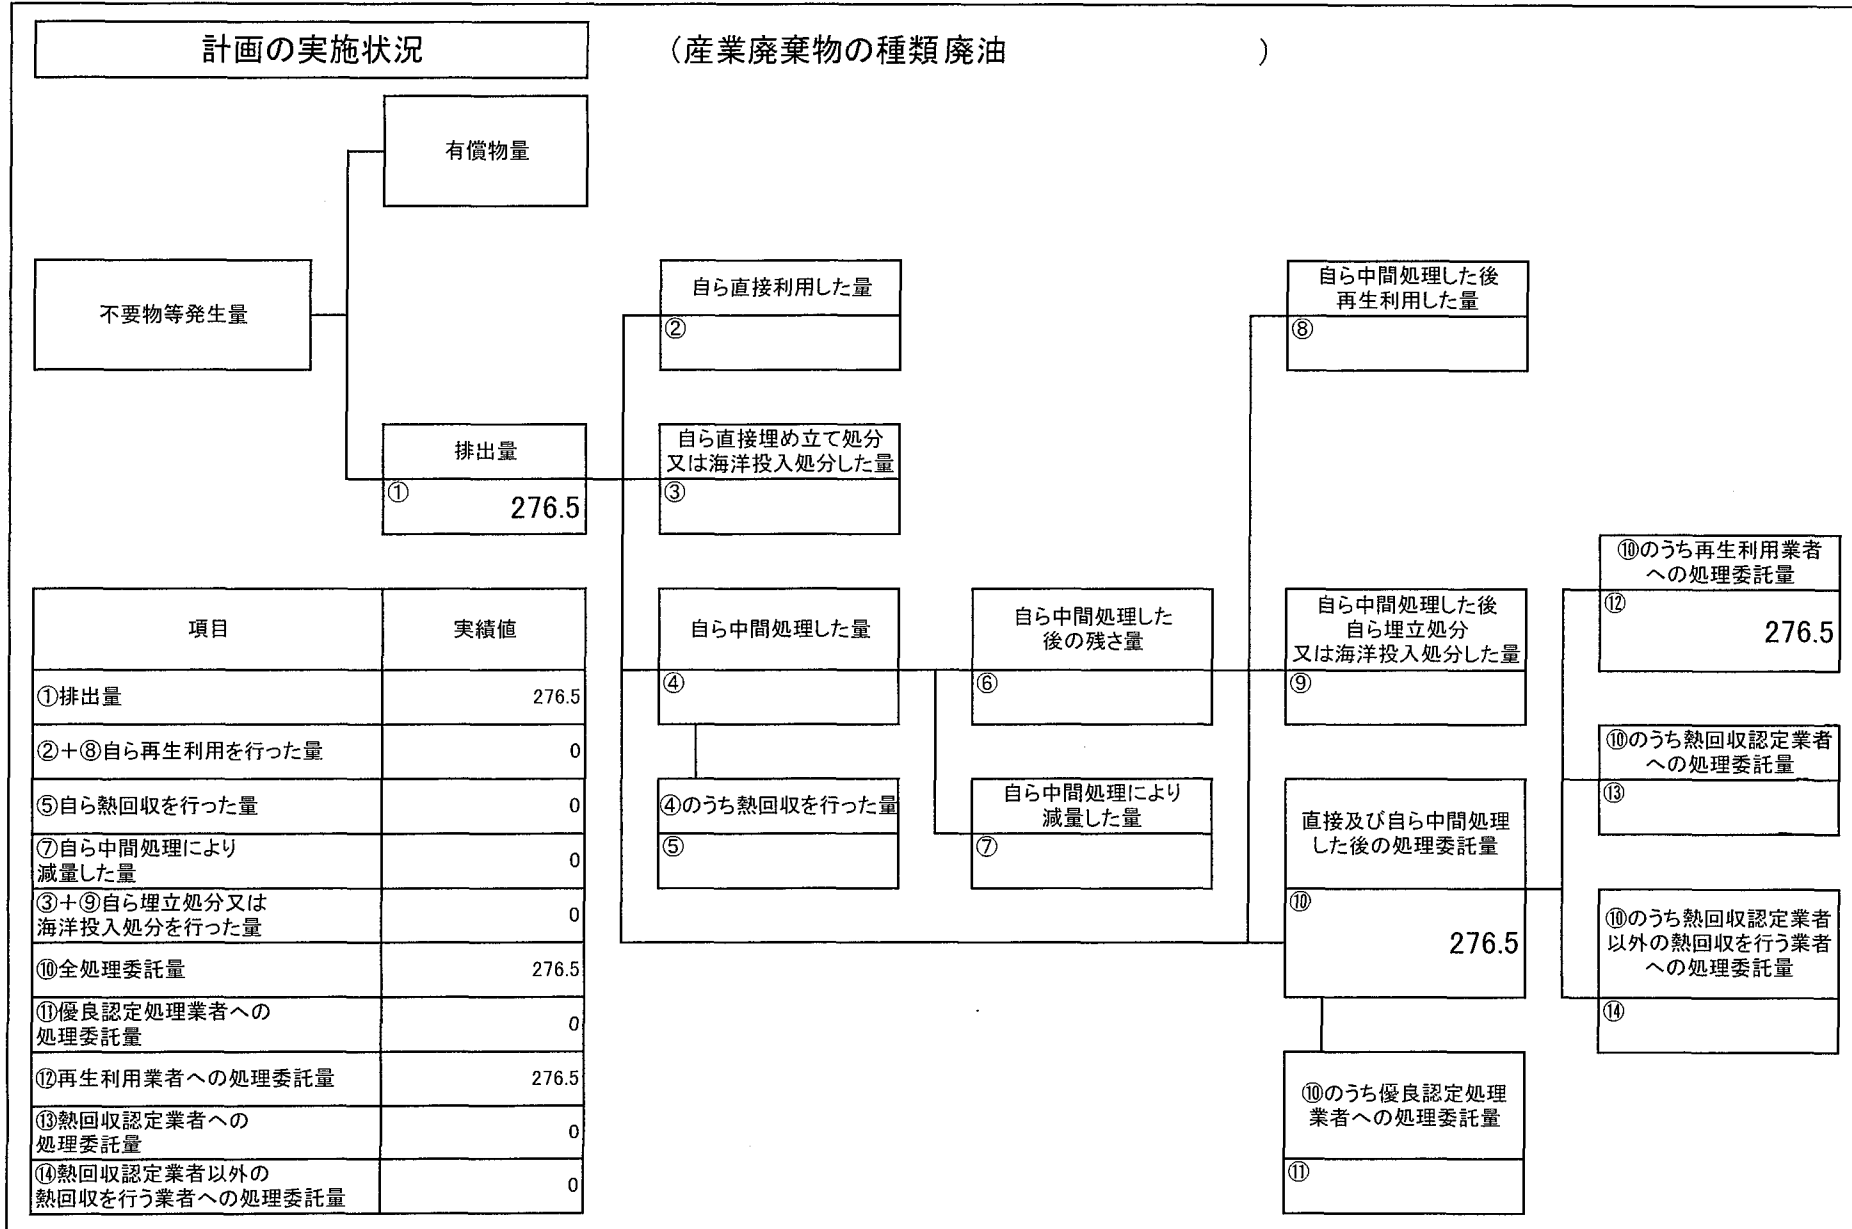 計画の実施状況
（産業廃棄物の種類 廃油 ）
有償物量
不要物等発生量
自ら直接利用した量
②
自ら中間処理した後
再生利用した量
⑧
排出量
① 276.5
自ら直接埋め立て処分
又は海洋投入処分した量
③
⑩のうち再生利用業者
への処理委託量
⑫
276.5
自ら中間処理した量
④
自ら中間処理した
後の残さ量
⑥
自ら中間処理した後
自ら埋立処分
又は海洋投入処分した量
⑨
⑩のうち熱回収認定業者
への処理委託量
⑬
④のうち熱回収を行った量
⑤
自ら中間処理により
減量した量
⑦
直接及び自ら中間処理
した後の処理委託量
⑩
276.5
⑩のうち熱回収認定業者
以外の熱回収を行う業者
への処理委託量
⑭
⑩のうち優良認定処理
業者への処理委託量
⑪
項目 実績値
①排出量 276.5
②＋⑧自ら再生利用を行った量 0
⑤自ら熱回収を行った量 0
⑦自ら中間処理により
減量した量 0
③＋⑨自ら埋立処分又は
海洋投入処分を行った量 0
⑩全処理委託量 276.5
⑪優良認定処理業者への
処理委託量 0
⑫再生利用業者への処理委託量 276.5
⑬熱回収認定業者への
処理委託量 0
⑭熱回収認定業者以外の
熱回収を行う業者への処理委託量 0